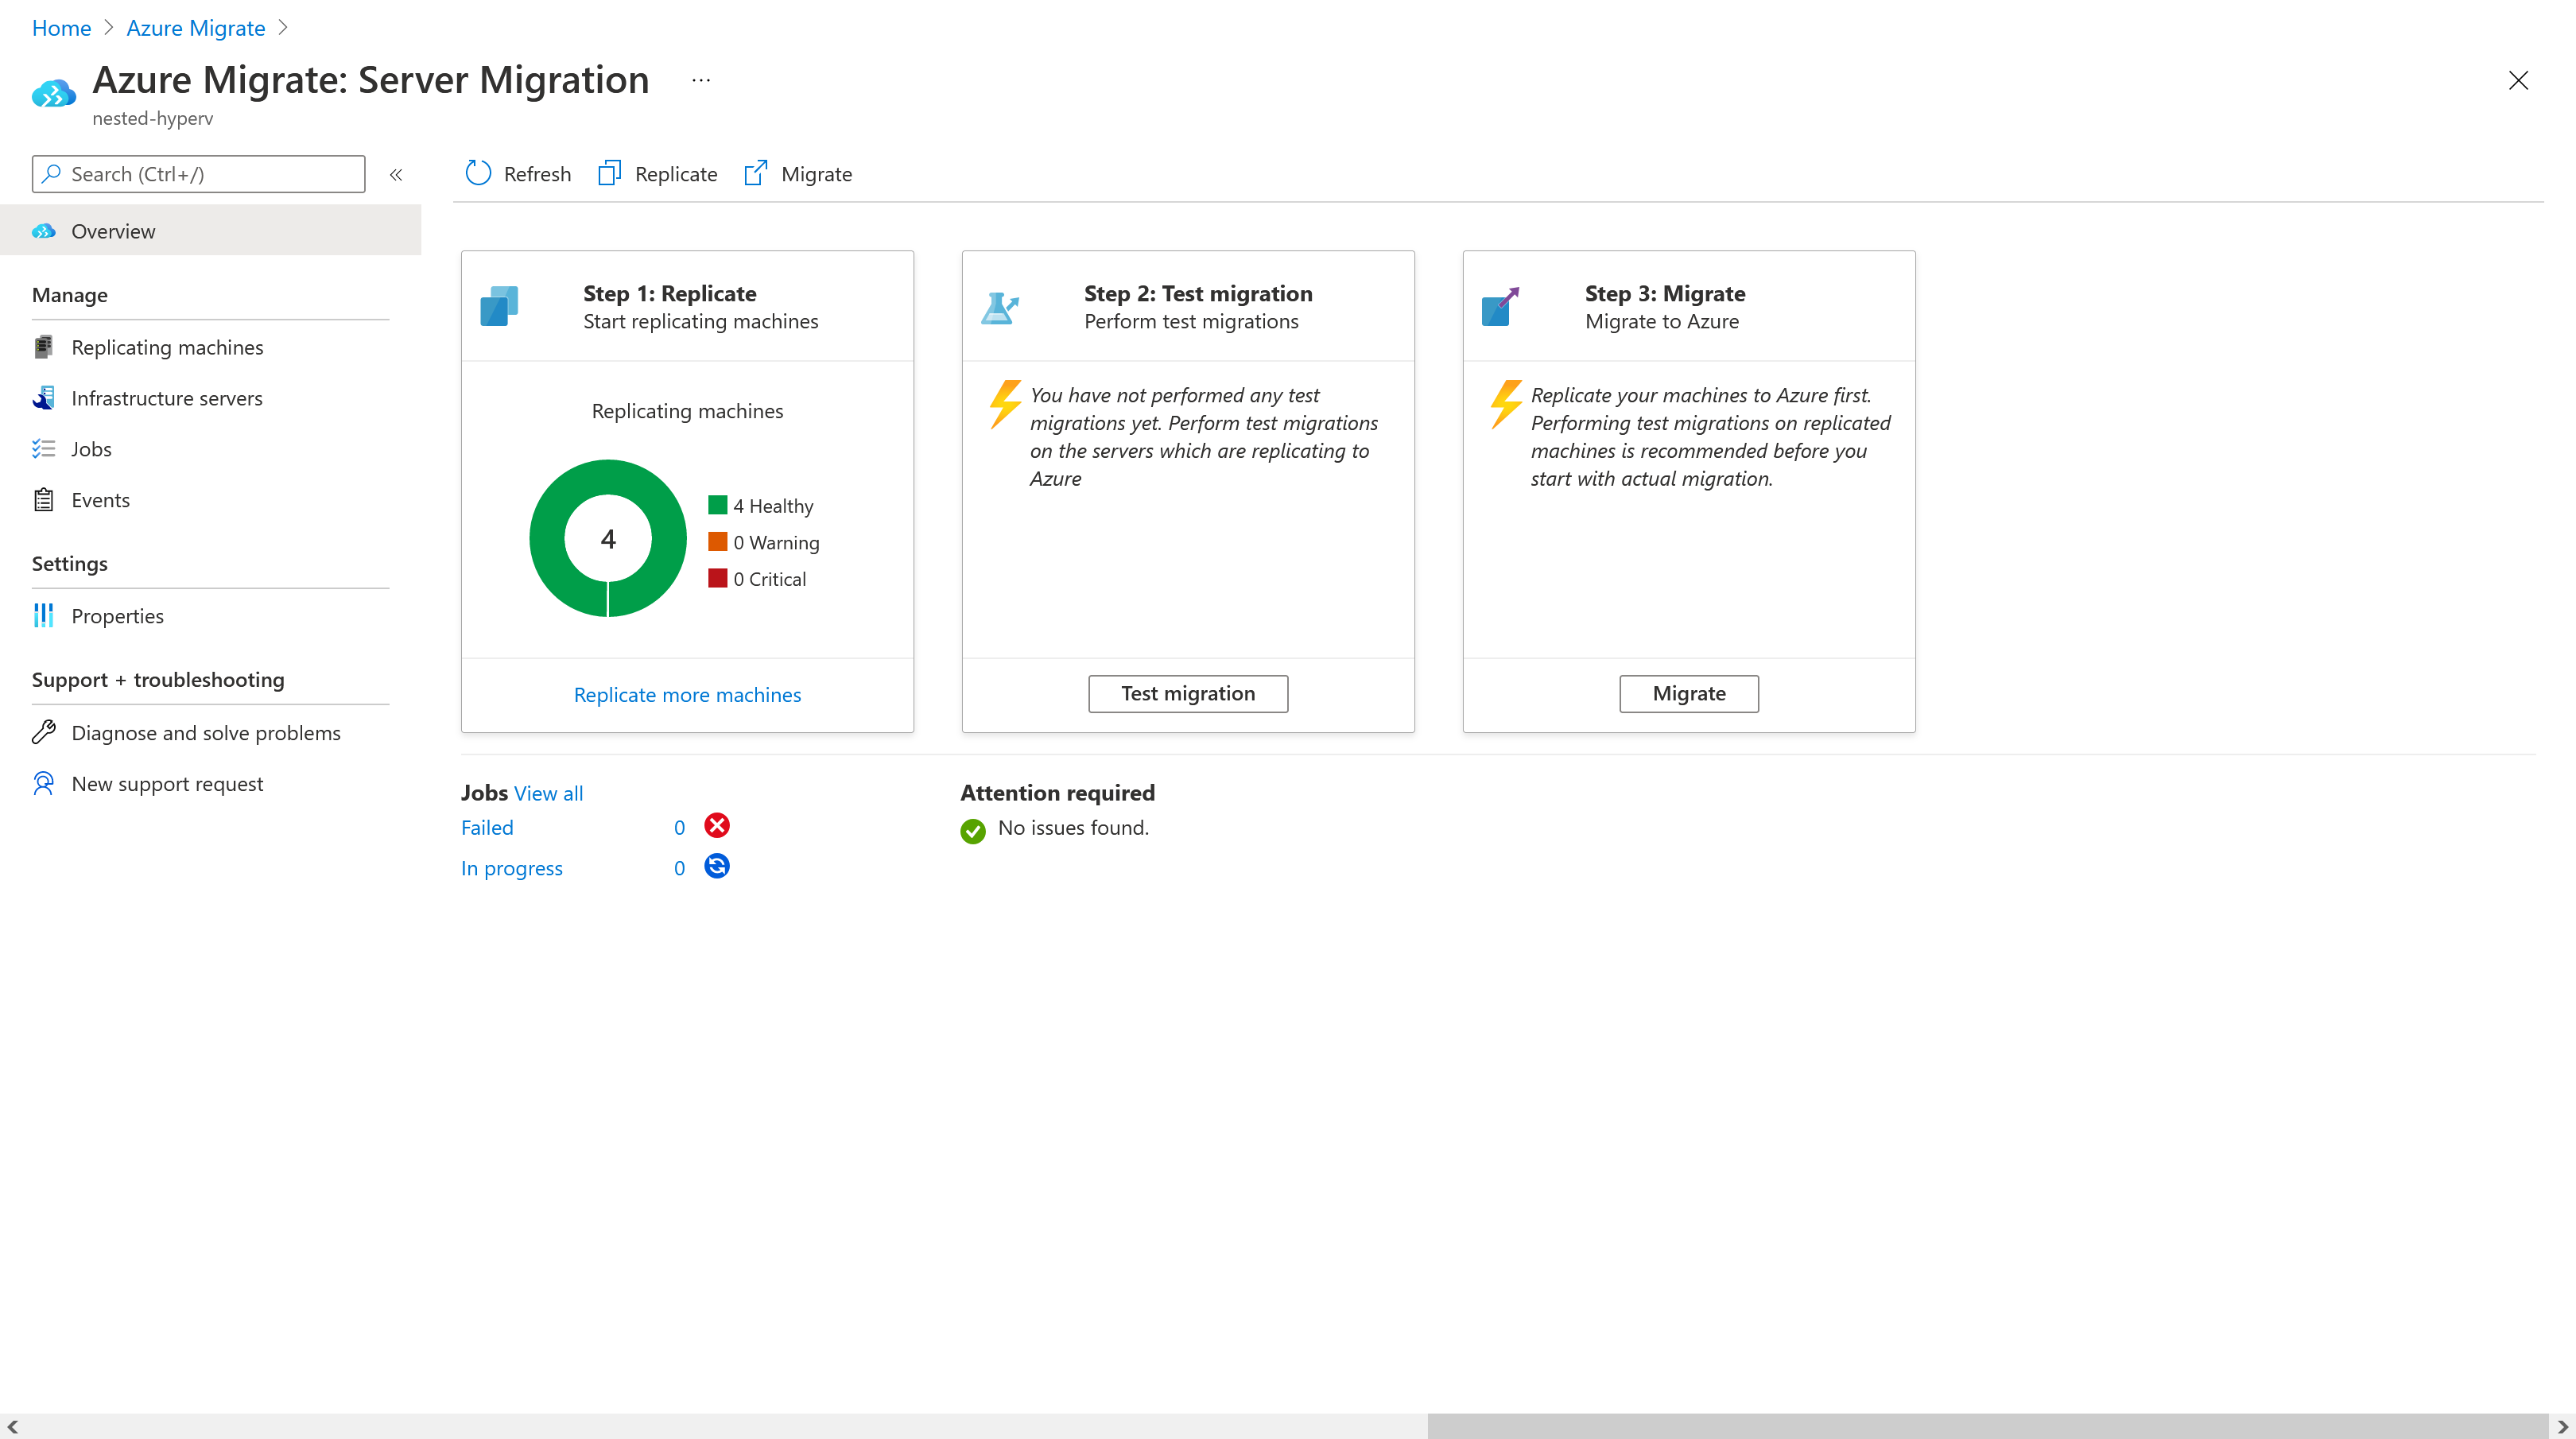 Home > Azure Migrate >
Azure Migrate: Server Migration ...
nested-hyperv
Search (Ctrl+/) «
Overview
Manage
Replicating machines
Infrastructure servers
Jobs
Events
Settings
Properties
Support + troubleshooting
Diagnose and solve problems
New support request
Refresh Replicate Migrate
Step 1: Replicate
Start replicating machines
Replicating machines
4
4 Healthy
0 Warning
0 Critical
Replicate more machines
Step 2: Test migration
Perform test migrations
You have not performed any test
migrations yet. Perform test migrations
on the servers which are replicating to
Azure
Test migration
Step 3: Migrate
Migrate to Azure
Replicate your machines to Azure first.
Performing test migrations on replicated
machines is recommended before you
start with actual migration.
Migrate
Jobs View all
Failed 0
In progress 0
Attention required
No issues found.